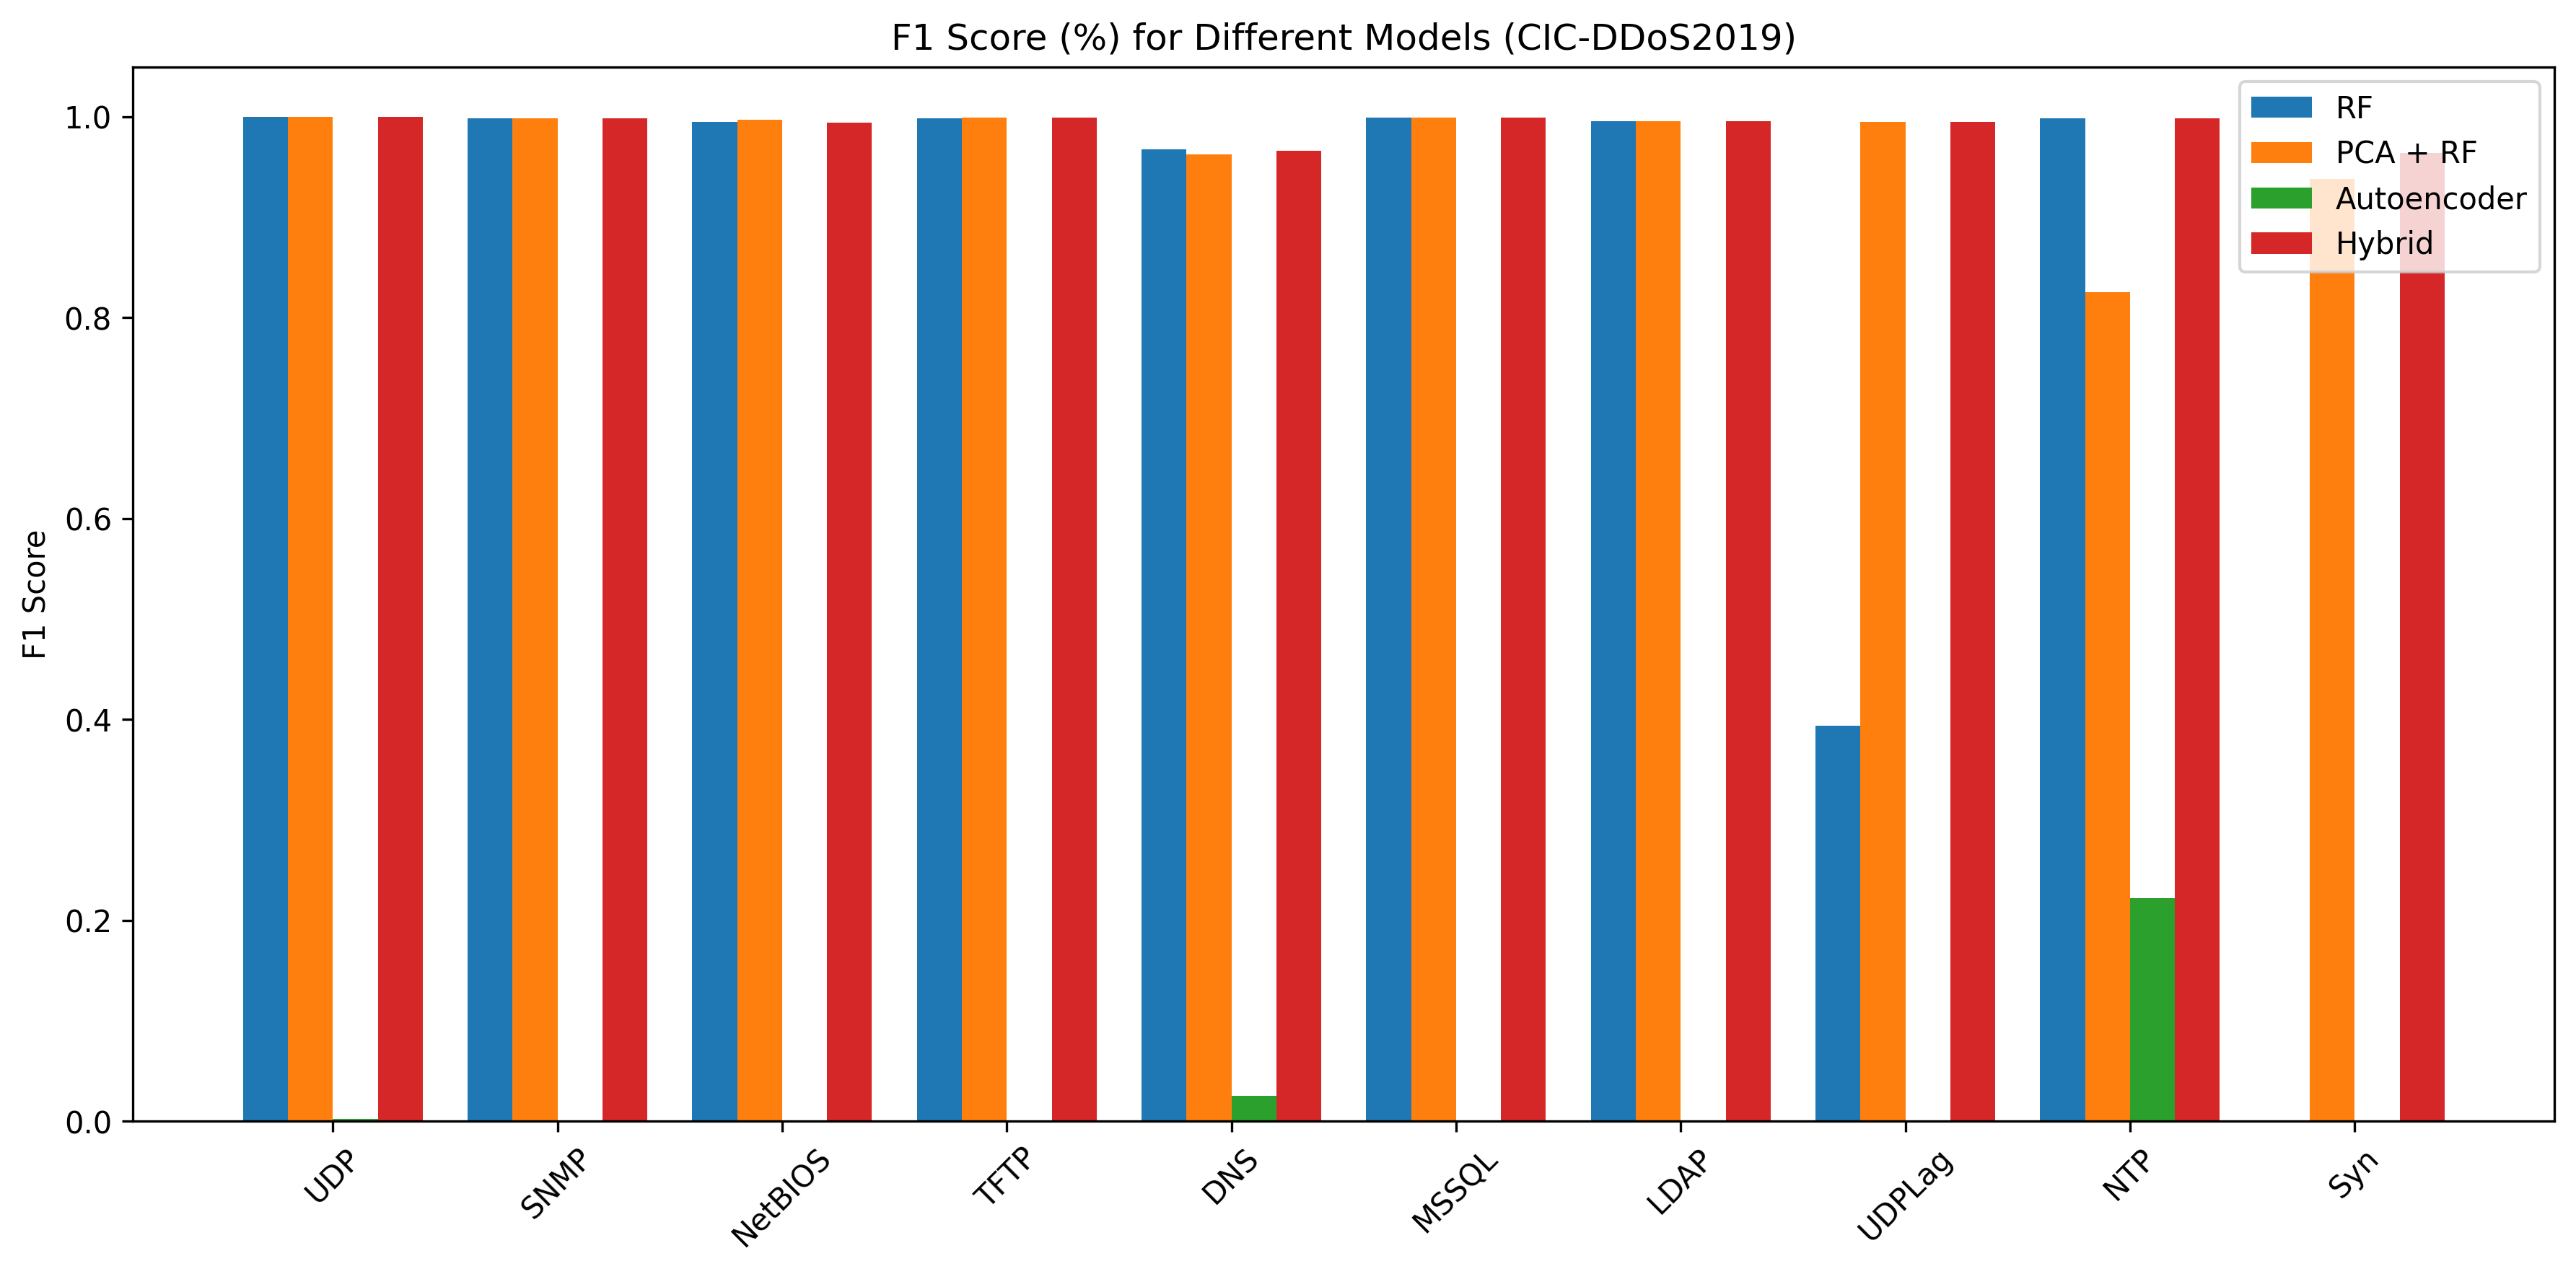 F1 Score (%) for Different Models (CIC-DDoS2019)
RF
PCA + RF
Autoencoder
Hybrid
F1 Score
1.0
0.8
0.6
0.4
0.2
0.0
UDP
SNMP
NetBIOS
TFTP
DNS
MSSQL
LDAP
UDPLag
NTP
Syn